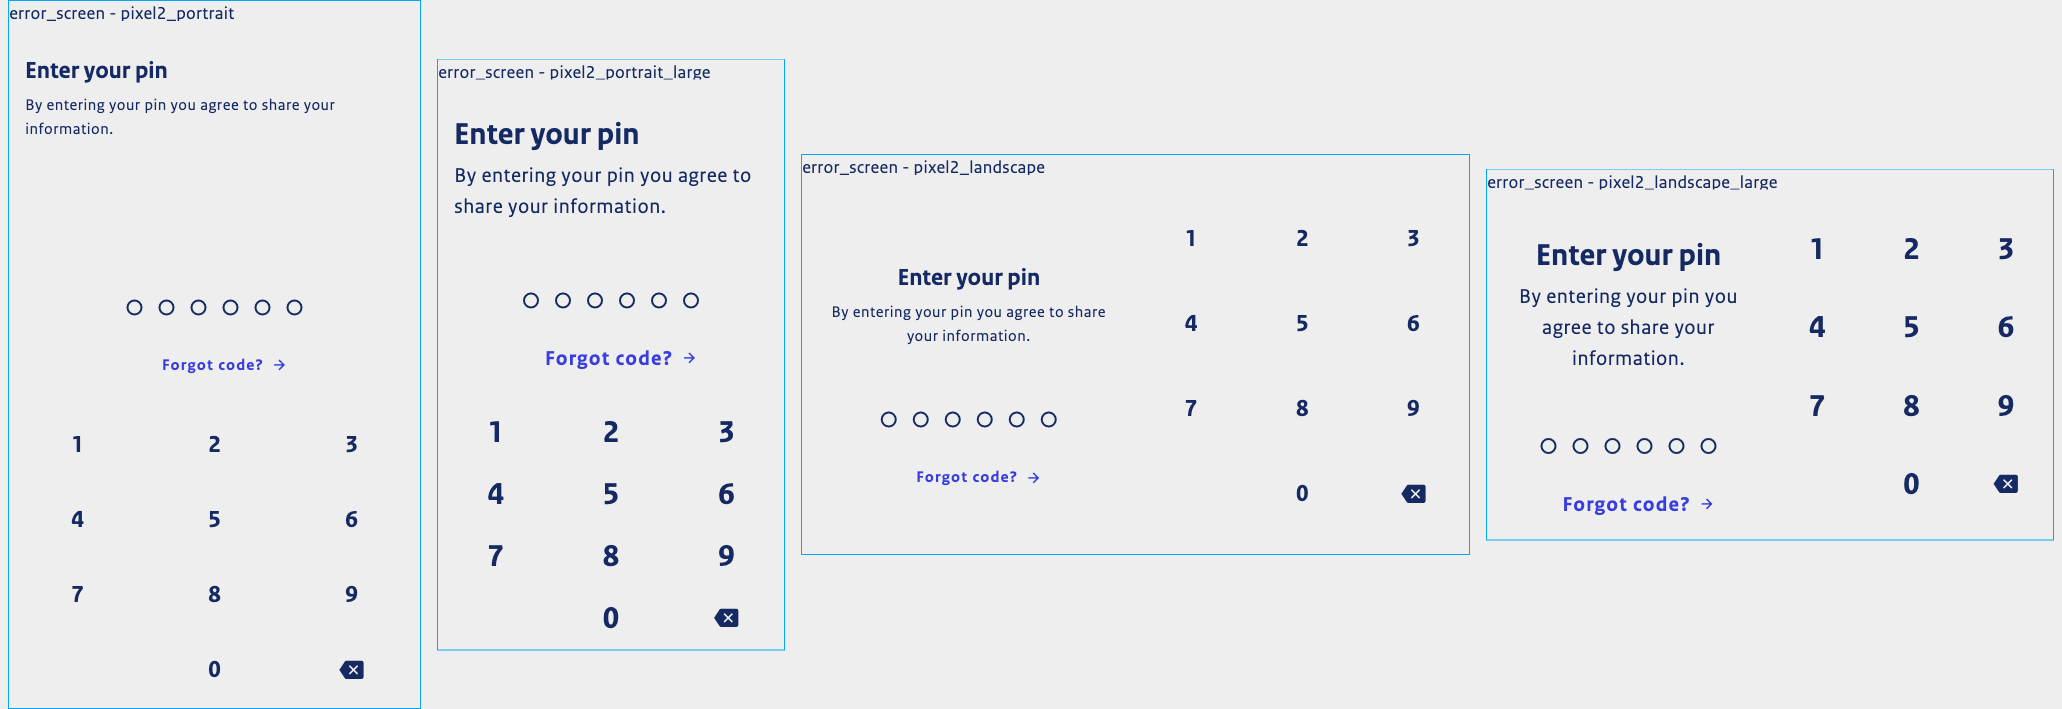 error_screen - pixel2_portrait
Enter your pin
By entering your pin you agree to share your
information.
Forgot code? →
1 2 3
4 5 6
7 8 9
0
error_screen - pixel2_portrait_large
Enter your pin
By entering your pin you agree to
share your information.
Forgot code? →
1 2 3
4 5 6
7 8 9
0
error_screen - pixel2_landscape
Enter your pin
By entering your pin you agree to share
your information.
Forgot code? →
1 2 3
4 5 6
7 8 9
0
error_screen - pixel2_landscape_large
Enter your pin
By entering your pin you
agree to share your
information.
Forgot code? →
1 2 3
4 5 6
7 8 9
0